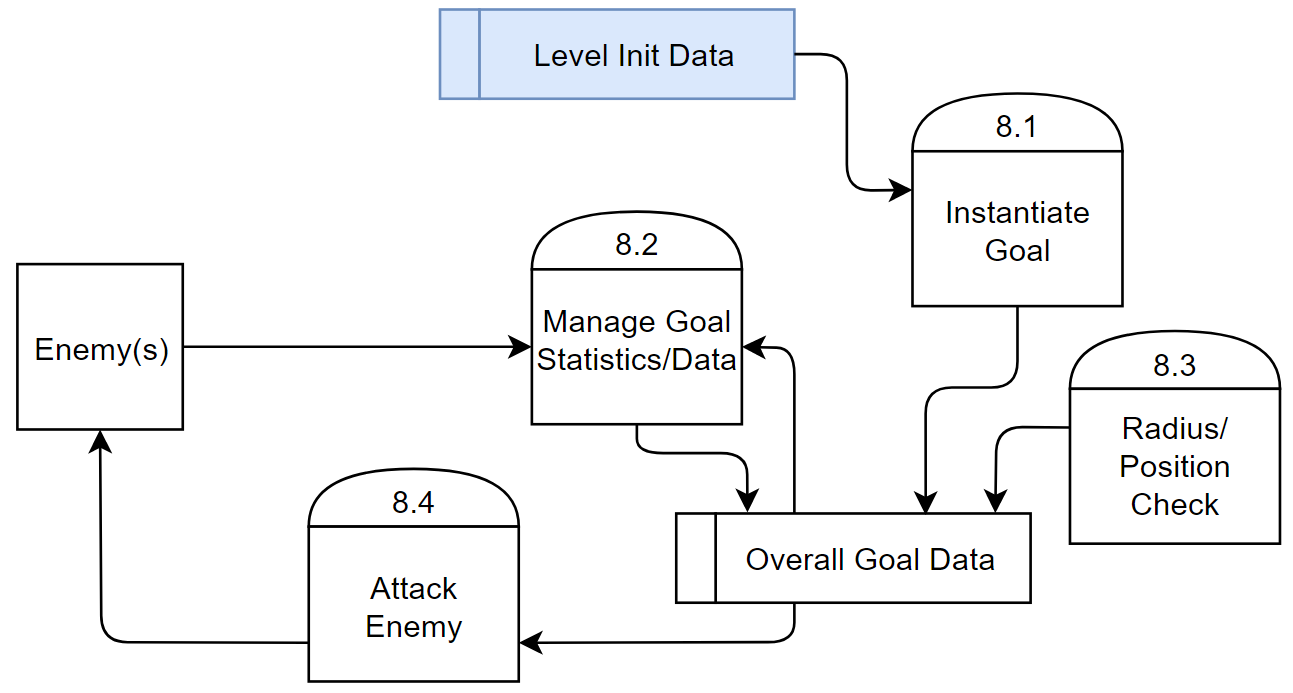 Level Init Data
8.1
Instantiate
Goal
8.2
Manage Goal
Statistics/Data
Enemy(s)
8.3
Radius/
Position
Check
8.4
Attack
Enemy
Overall Goal Data